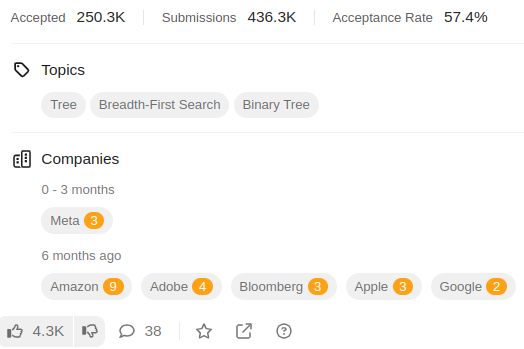 Accepted 250.3K Submissions 436.3K Acceptance Rate 57.4%
Topics
Tree Breadth-First Search Binary Tree
Companies
0 - 3 months
Meta 3
6 months ago
Amazon 9 Adobe 4 Bloomberg 3 Apple 3 Google 2
4.3K 38